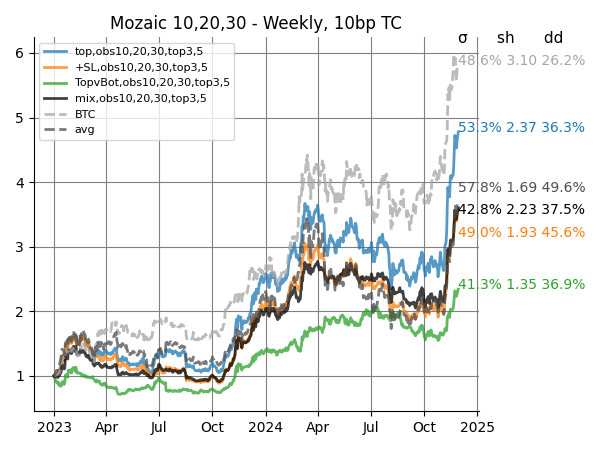 Mozaic 10,20,30 - Weekly, 10bp TC
σ sh dd
top,obs10,20,30,top3,5
+SL,obs10,20,30,top3,5
TopvBot,obs10,20,30,top3,5
mix,obs10,20,30,top3,5
BTC
avg
48.6% 3.10 26.2%
53.3% 2.37 36.3%
57.8% 1.69 49.6%
42.8% 2.23 37.5%
49.0% 1.93 45.6%
41.3% 1.35 36.9%
6
5
4
3
2
1
2023 Apr Jul Oct 2024 Apr Jul Oct 2025